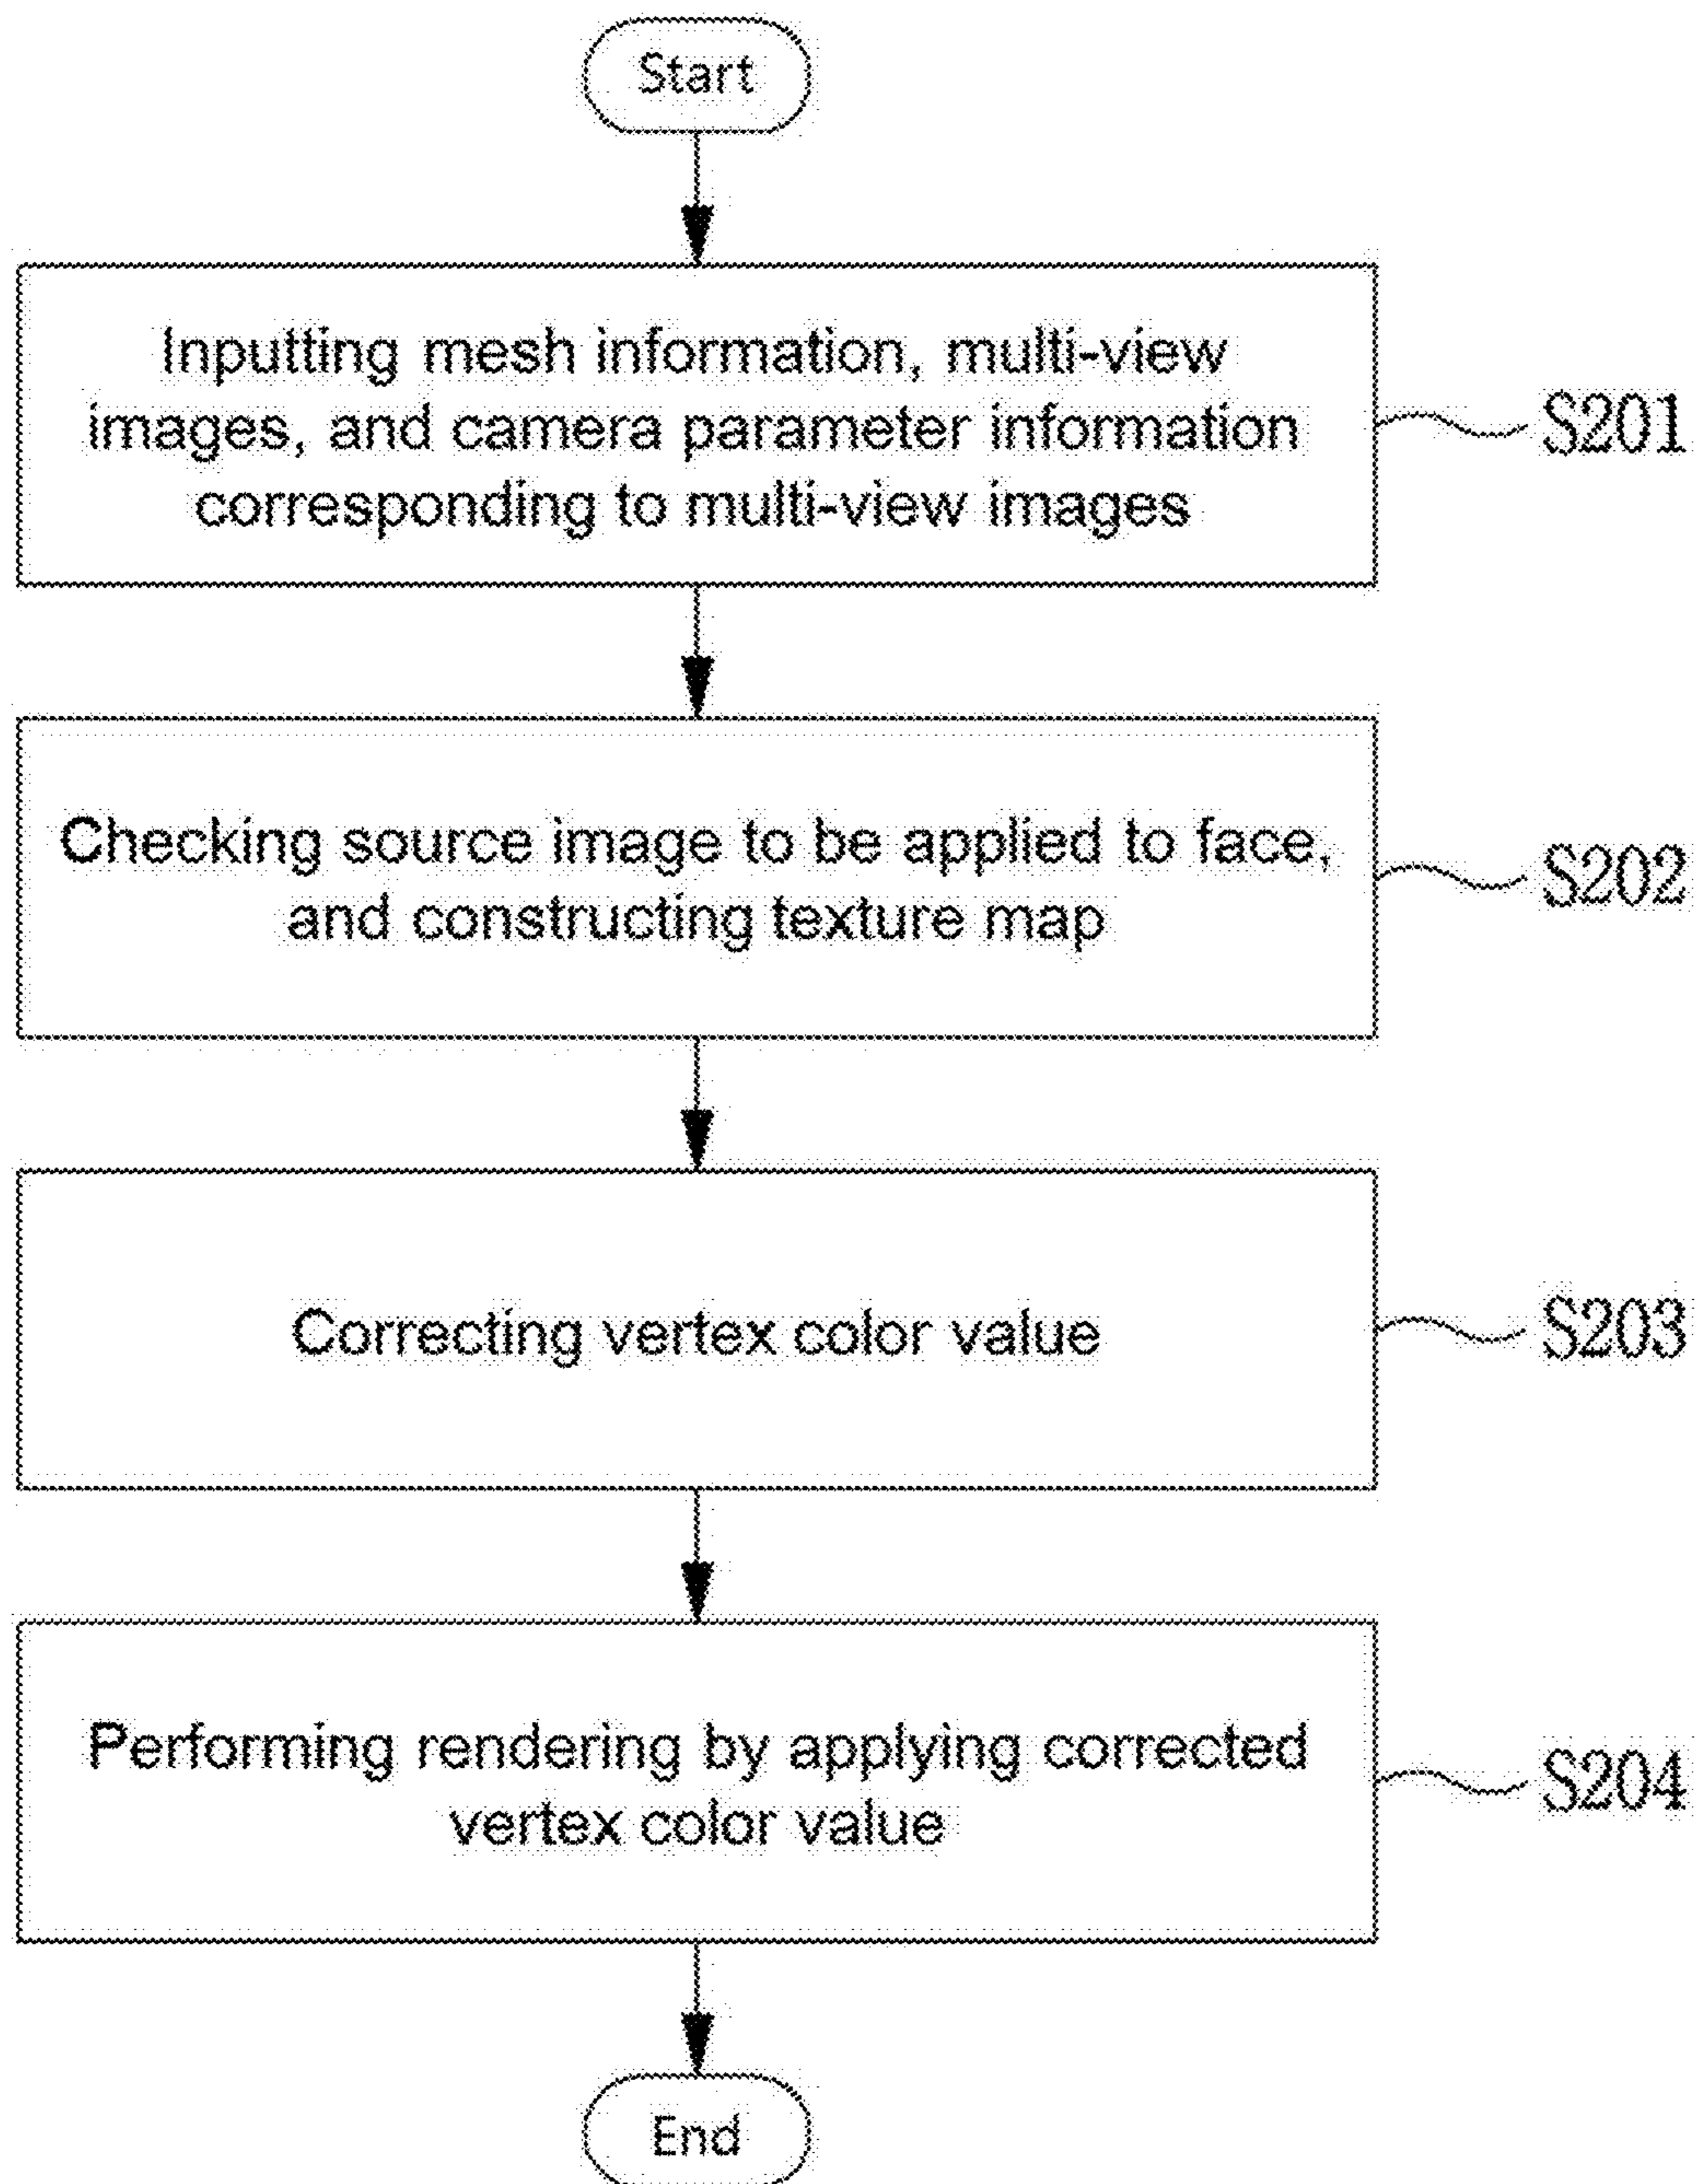 Start
Inputting mesh information, multi-view
images, and camera parameter information
corresponding to multi-view images
S201
Checking source image to be applied to face,
and constructing texture map
S202
Correcting vertex color value
S203
Performing rendering by applying corrected
vertex color value
S204
End